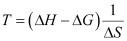 T = (ΔH − ΔG) 1/ΔS